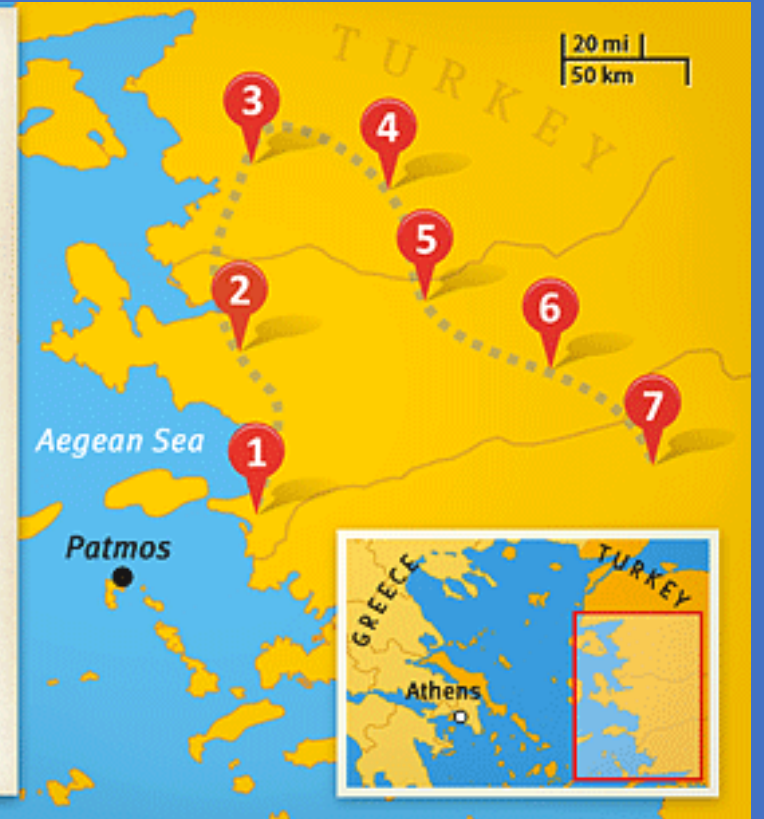 TURKEY
20 mi
50 km
3
4
5
2
6
7
1
Aegean Sea
Patmos
GREECE
TURKEY
Athens